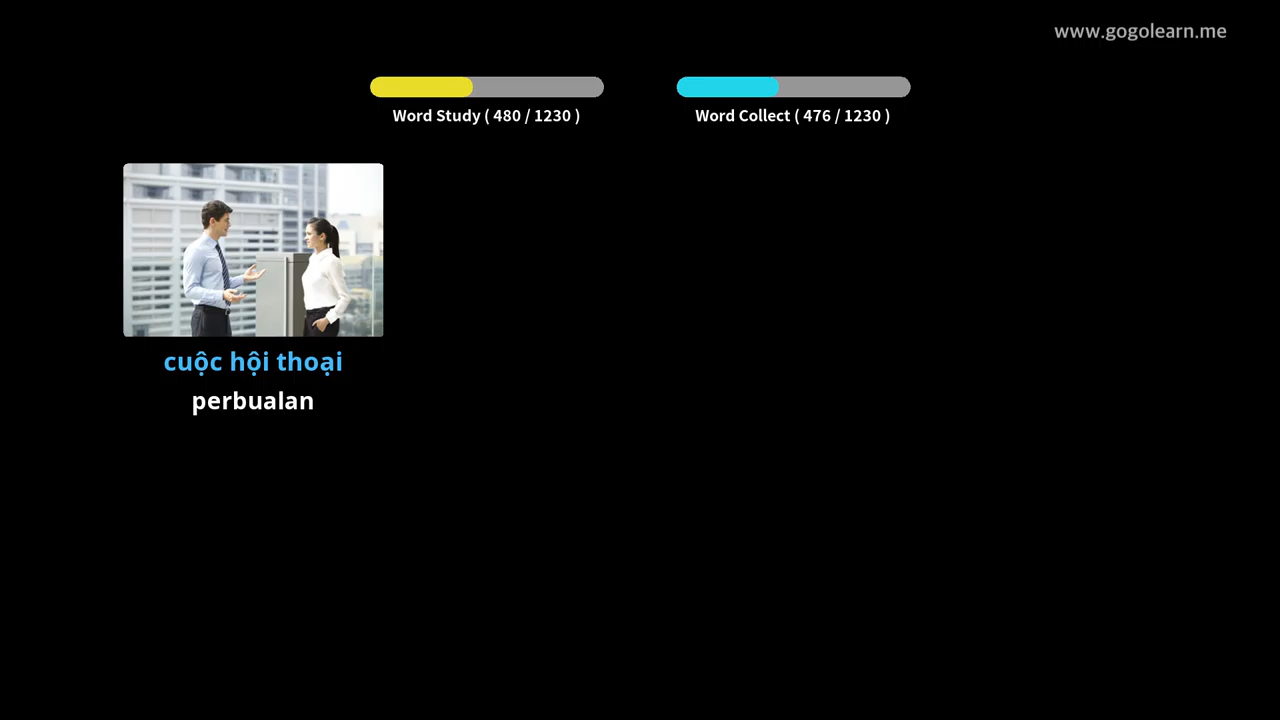 www.gogolearn.me
Word Study ( 480 / 1230 )
Word Collect ( 476 / 1230 )
cuộc hội thoại
perbualan